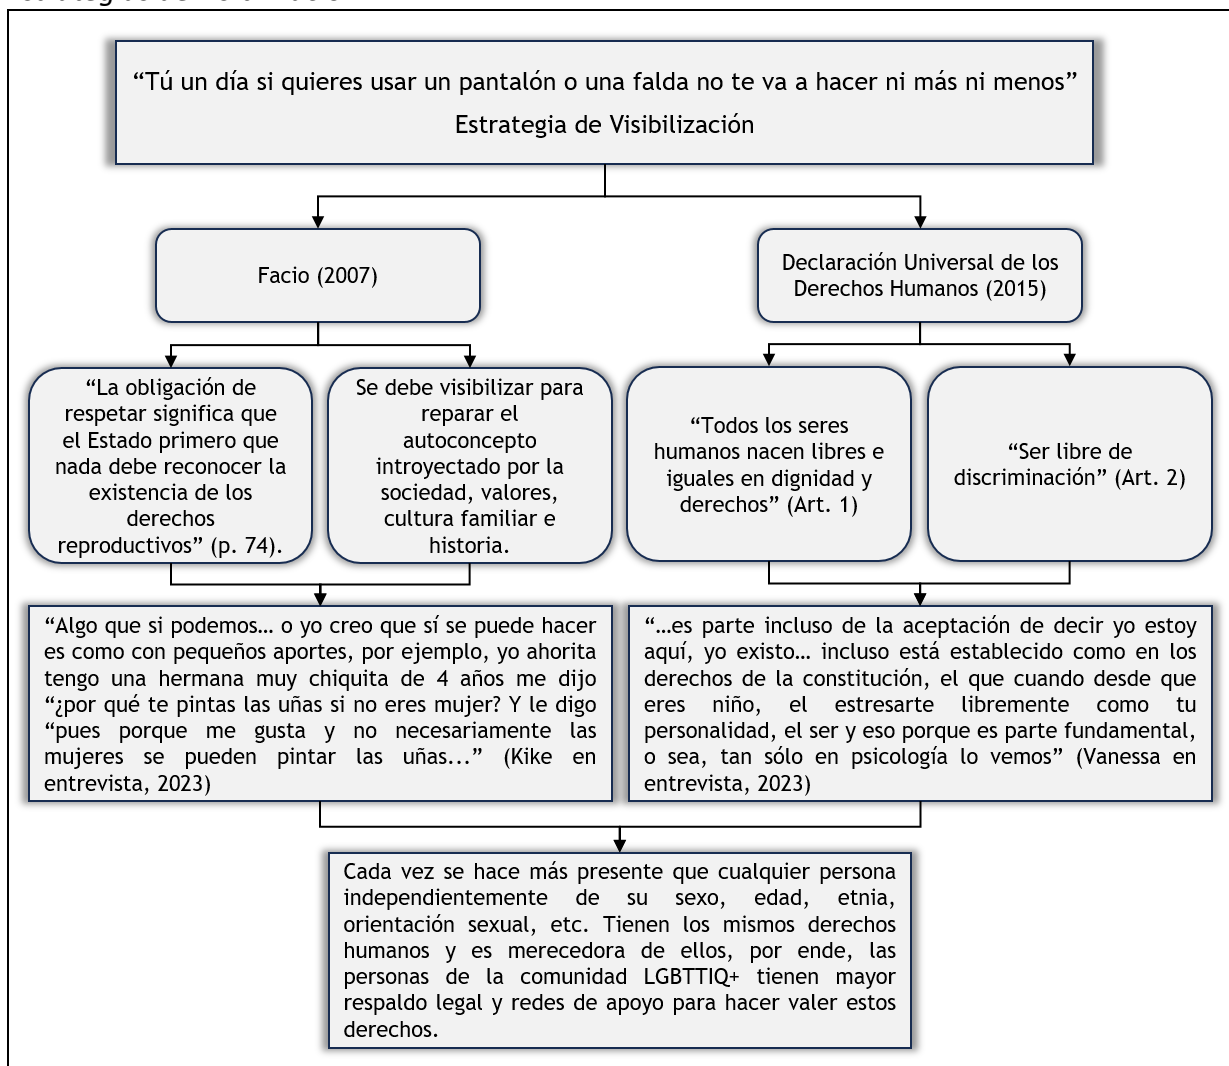 “Tú un día si quieres usar un pantalón o una falda no te va a hacer ni más ni menos”
Estrategia de Visibilización
Facio (2007)
Declaración Universal de los
Derechos Humanos (2015)
“La obligación de
respetar significa que
el Estado primero que
nada debe reconocer la
existencia de los
derechos
reproductivos” (p. 74).
Se debe visibilizar para
reparar el
autoconcepto
introyectado por la
sociedad, valores,
cultura familiar e
historia.
“Todos los seres
humanos nacen libres e
iguales en dignidad y
derechos” (Art. 1)
“Ser libre de
discriminación” (Art. 2)
“Algo que si podemos… o yo creo que sí se puede hacer
es como con pequeños aportes, por ejemplo, yo ahorita
tengo una hermana muy chiquita de 4 años me dijo
“¿por qué te pintas las uñas si no eres mujer? Y le digo
“pues porque me gusta y no necesariamente las
mujeres se pueden pintar las uñas...” (Kike en
entrevista, 2023)
“…es parte incluso de la aceptación de decir yo estoy
aquí, yo existo… incluso está establecido como en los
derechos de la constitución, el que cuando desde que
eres niño, el estresarte libremente como tu
personalidad, el ser y eso porque es parte fundamental,
o sea, tan sólo en psicología lo vemos” (Vanessa en
entrevista, 2023)
Cada vez se hace más presente que cualquier persona
independientemente de su sexo, edad, etnia,
orientación sexual, etc. Tienen los mismos derechos
humanos y es merecedora de ellos, por ende, las
personas de la comunidad LGBTTIQ+ tienen mayor
respaldo legal y redes de apoyo para hacer valer estos
derechos.